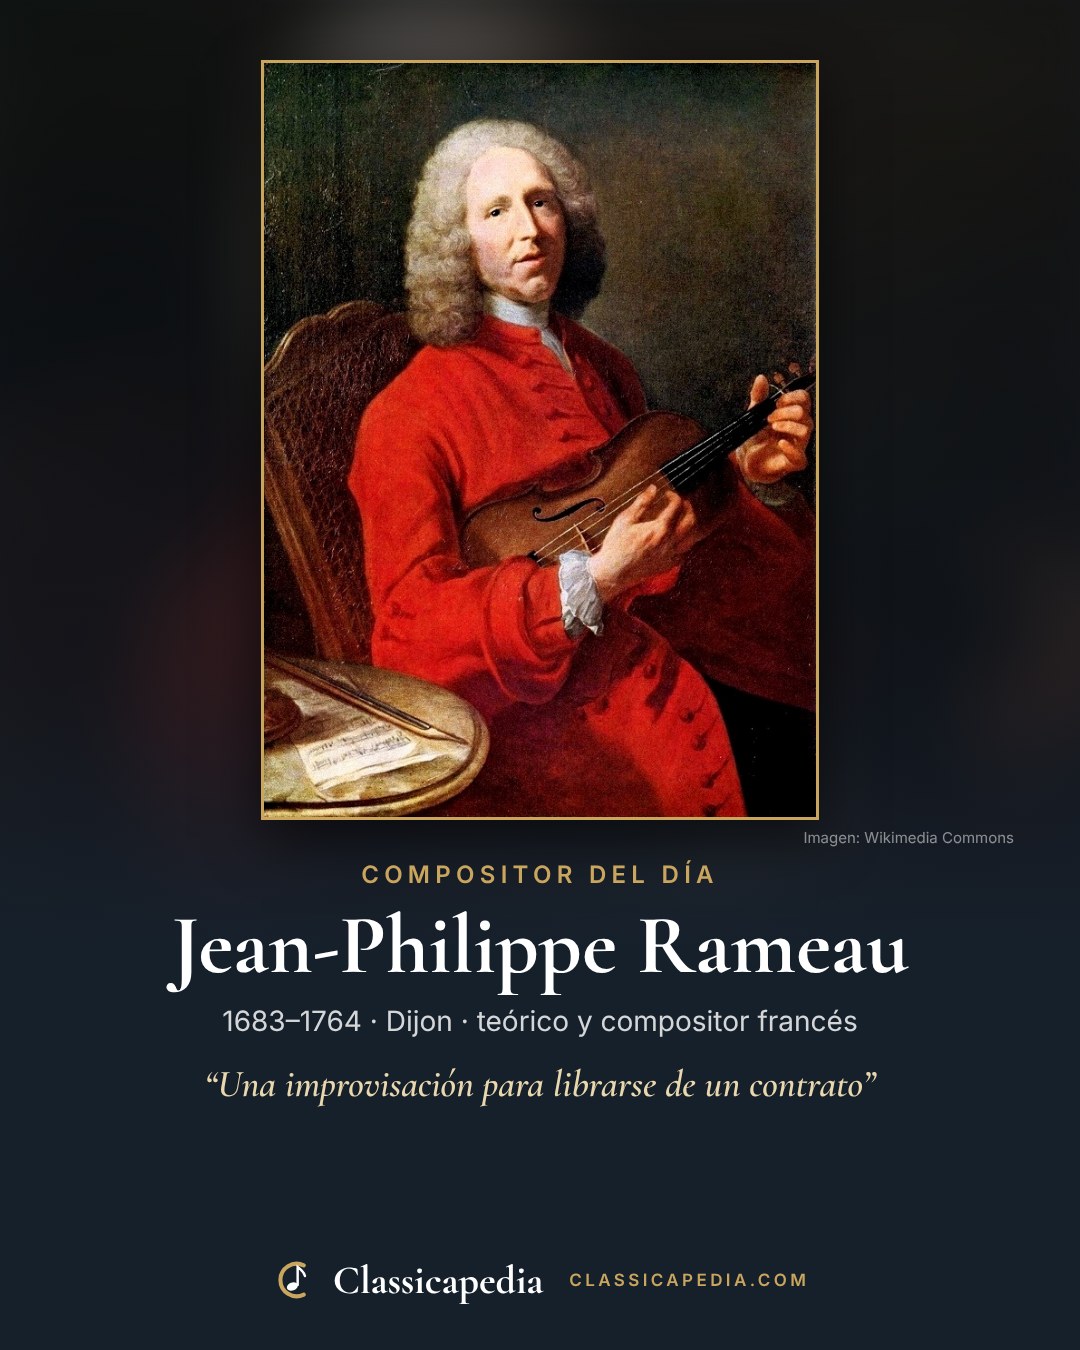 Imagen: Wikimedia Commons
COMPOSITOR DEL DÍA
Jean-Philippe Rameau
1683–1764 · Dijon · teórico y compositor francés
“Una improvisación para librarse de un contrato”
Classicapedia CLASSICAPEDIA.COM